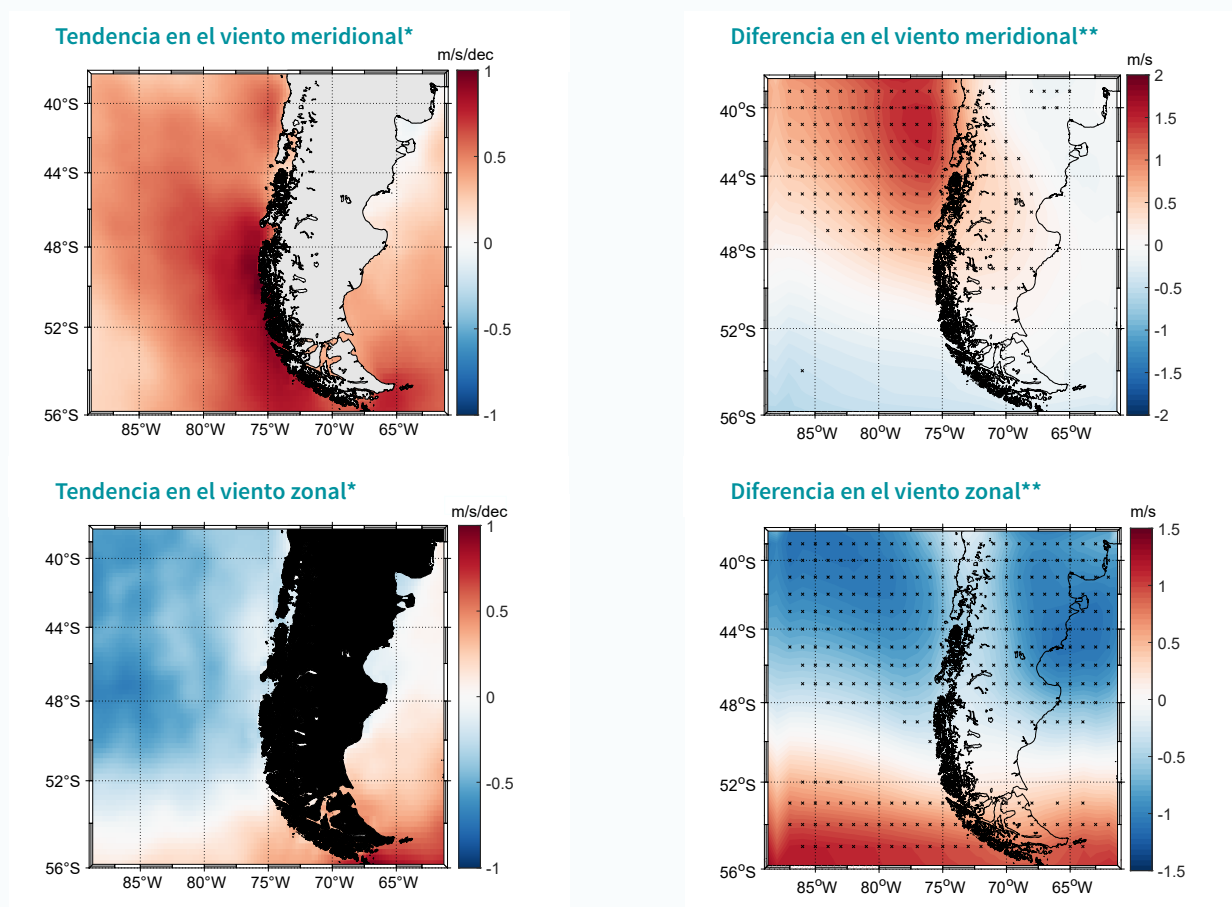 Tendencia en el viento meridional*
m/s/dec
1
0.5
0
-0.5
-1
40°S
44°S
48°S
52°S
56°S
85°W
80°W
75°W
70°W
65°W
Diferencia en el viento meridional**
m/s
2
1.5
1
0.5
0
-0.5
-1
-1.5
-2
40°S
44°S
48°S
52°S
56°S
85°W
80°W
75°W
70°W
65°W
Tendencia en el viento zonal*
m/s/dec
1
0.5
0
-0.5
-1
40°S
44°S
48°S
52°S
56°S
85°W
80°W
75°W
70°W
65°W
Diferencia en el viento zonal**
m/s
1.5
1
0.5
0
-0.5
-1
-1.5
40°S
44°S
48°S
52°S
56°S
85°W
80°W
75°W
70°W
65°W